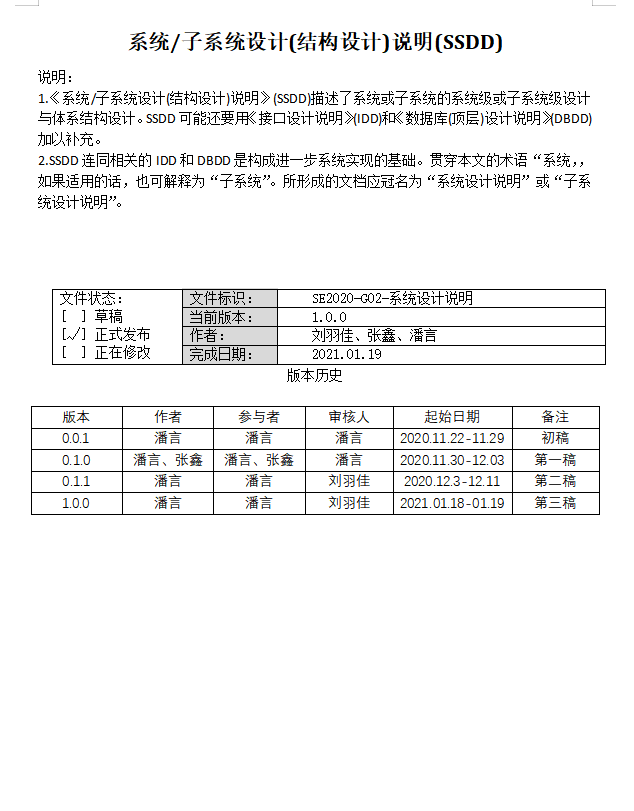 系统/子系统设计(结构设计)说明(SSDD)
说明：
1.《系统/子系统设计(结构设计)说明》(SSDD)描述了系统或子系统的系统级或子系统级设计
与体系结构设计。SSDD 可能还要用《接口设计说明》(IDD)和《数据库(顶层)设计说明》(DBDD)
加以补充。
2.SSDD 连同相关的 IDD 和 DBDD 是构成进一步系统实现的基础。贯穿本文的术语“系统，，
如果适用的话，也可解释为“子系统”。所形成的文档应冠名为“系统设计说明”或“子系
统设计说明”。
文件状态： 文件标识： SE2020-G02-系统设计说明
[ ] 草稿 当前版本： 1.0.0
[√] 正式发布 作者： 刘羽佳、张鑫、潘言
[ ] 正在修改 完成日期： 2021.01.19
版本历史
版本 作者 参与者 审核人 起始日期 备注
0.0.1 潘言 潘言 潘言 2020.11.22-11.29 初稿
0.1.0 潘言、张鑫 潘言、张鑫 潘言 2020.11.30-12.03 第一稿
0.1.1 潘言 潘言 刘羽佳 2020.12.3-12.11 第二稿
1.0.0 潘言 潘言 刘羽佳 2021.01.18-01.19 第三稿